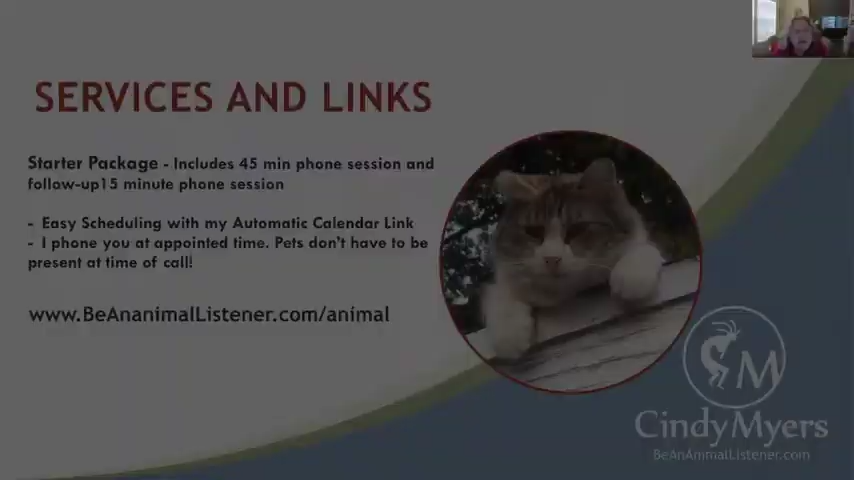 SERVICES AND LINKS
Starter Package - Includes 45 min phone session and
follow-up15 minute phone session
- Easy Scheduling with my Automatic Calendar Link
- I phone you at appointed time. Pets don't have to be
present at time of call!
www.BeAnanimalListener.com/animal
M
CindyMyers
BeAnAnimalListener.com